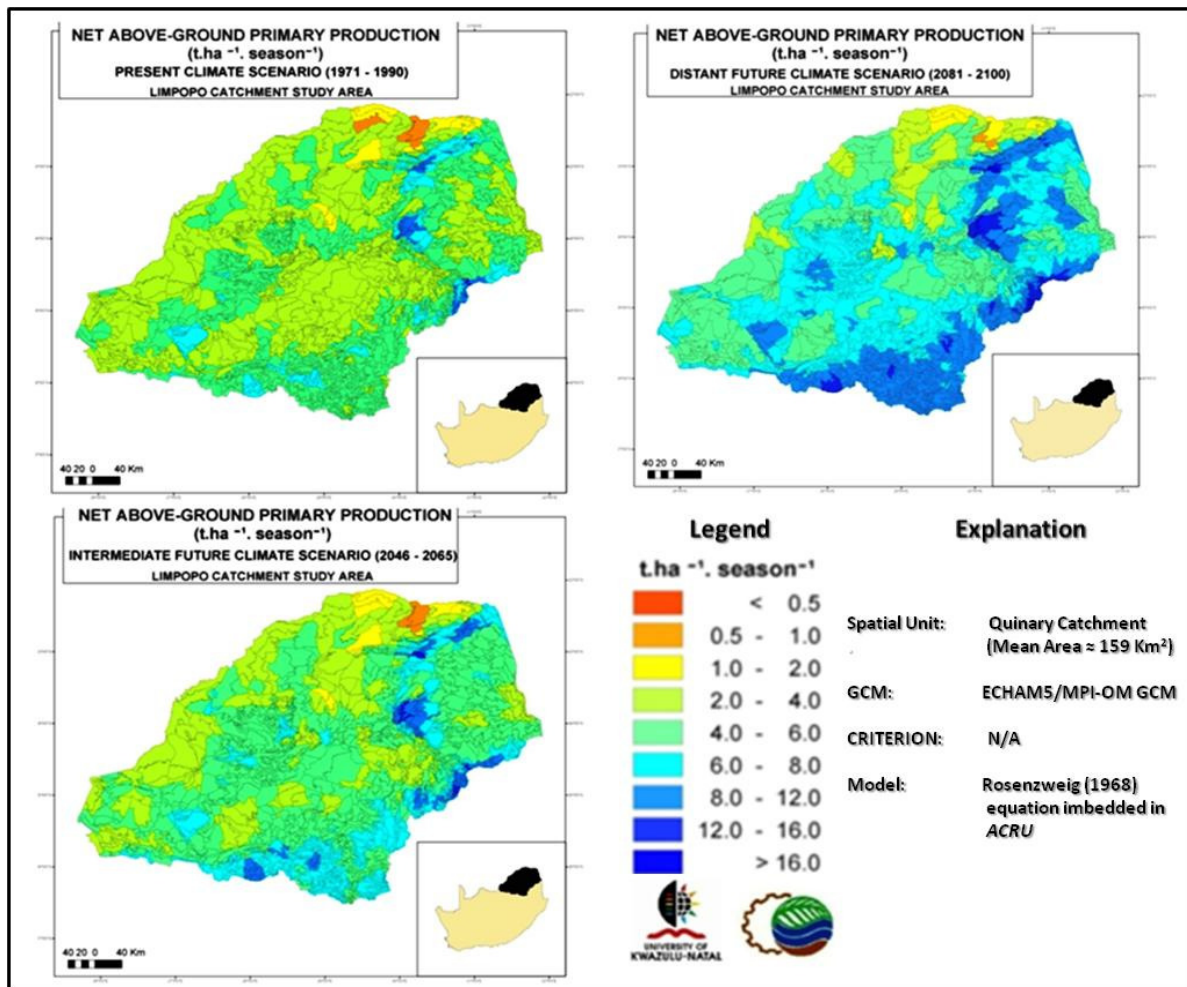 NET ABOVE-GROUND PRIMARY PRODUCTION
(t.ha ⁻¹. season⁻¹)
PRESENT CLIMATE SCENARIO (1971 - 1990)
LIMPOPO CATCHMENT STUDY AREA
40 20 0 40 Km
NET ABOVE-GROUND PRIMARY PRODUCTION
(t.ha ⁻¹. season⁻¹)
DISTANT FUTURE CLIMATE SCENARIO (2081 - 2100)
LIMPOPO CATCHMENT STUDY AREA
40 20 0 40 Km
NET ABOVE-GROUND PRIMARY PRODUCTION
(t.ha ⁻¹. season⁻¹)
INTERMEDIATE FUTURE CLIMATE SCENARIO (2046 - 2065)
LIMPOPO CATCHMENT STUDY AREA
40 20 0 40 Km
Legend
t.ha ⁻¹. season⁻¹
< 0.5
0.5 - 1.0
1.0 - 2.0
2.0 - 4.0
4.0 - 6.0
6.0 - 8.0
8.0 - 12.0
12.0 - 16.0
> 16.0
UNIVERSITY OF
KWAZULU-NATAL
Explanation
Spatial Unit: Quinary Catchment
(Mean Area ≈ 159 Km²)
GCM: ECHAM5/MPI-OM GCM
CRITERION: N/A
Model: Rosenzweig (1968)
equation imbedded in
ACRU